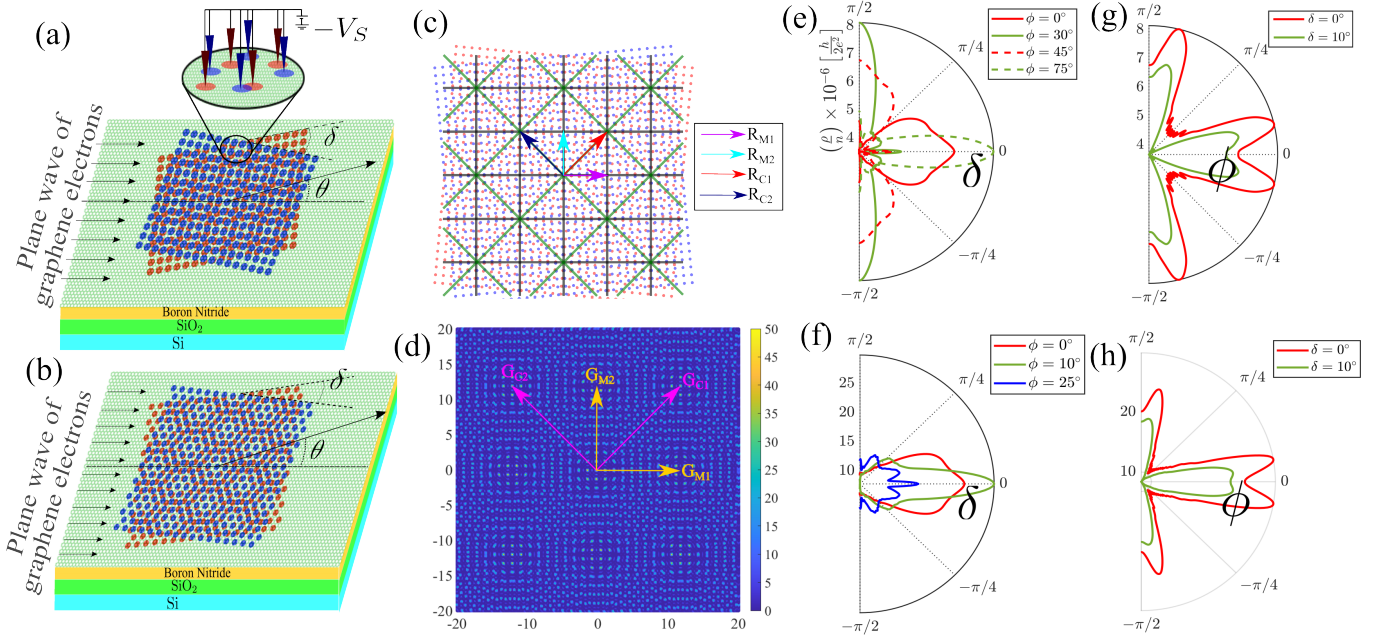 (a)
−V_S
Plane wave of
graphene electrons
δ
θ
Boron Nitride
SiO₂
Si
(b)
Plane wave of
graphene electrons
δ
θ
Boron Nitride
SiO₂
Si
(c)
R_M1
R_M2
R_C1
R_C2
(d)
20
15
10
5
0
-5
-10
-15
-20
-20
-10
0
10
20
G_C2
G_M2
G_C1
G_M1
50
45
40
35
30
25
20
15
10
5
0
(e)
π/2
ϕ = 0°
ϕ = 30°
ϕ = 45°
ϕ = 75°
(ρ/n) × 10⁻⁶ [h/2e²]
8
7
6
5
4
π/4
0
δ
−π/4
−π/2
(f)
π/2
ϕ = 0°
ϕ = 10°
ϕ = 25°
25
20
15
10
π/4
0
δ
−π/4
−π/2
(g)
π/2
δ = 0°
δ = 10°
8
7
6
5
4
π/4
0
ϕ
−π/4
−π/2
(h)
π/2
δ = 0°
δ = 10°
20
10
π/4
0
ϕ
−π/4
−π/2